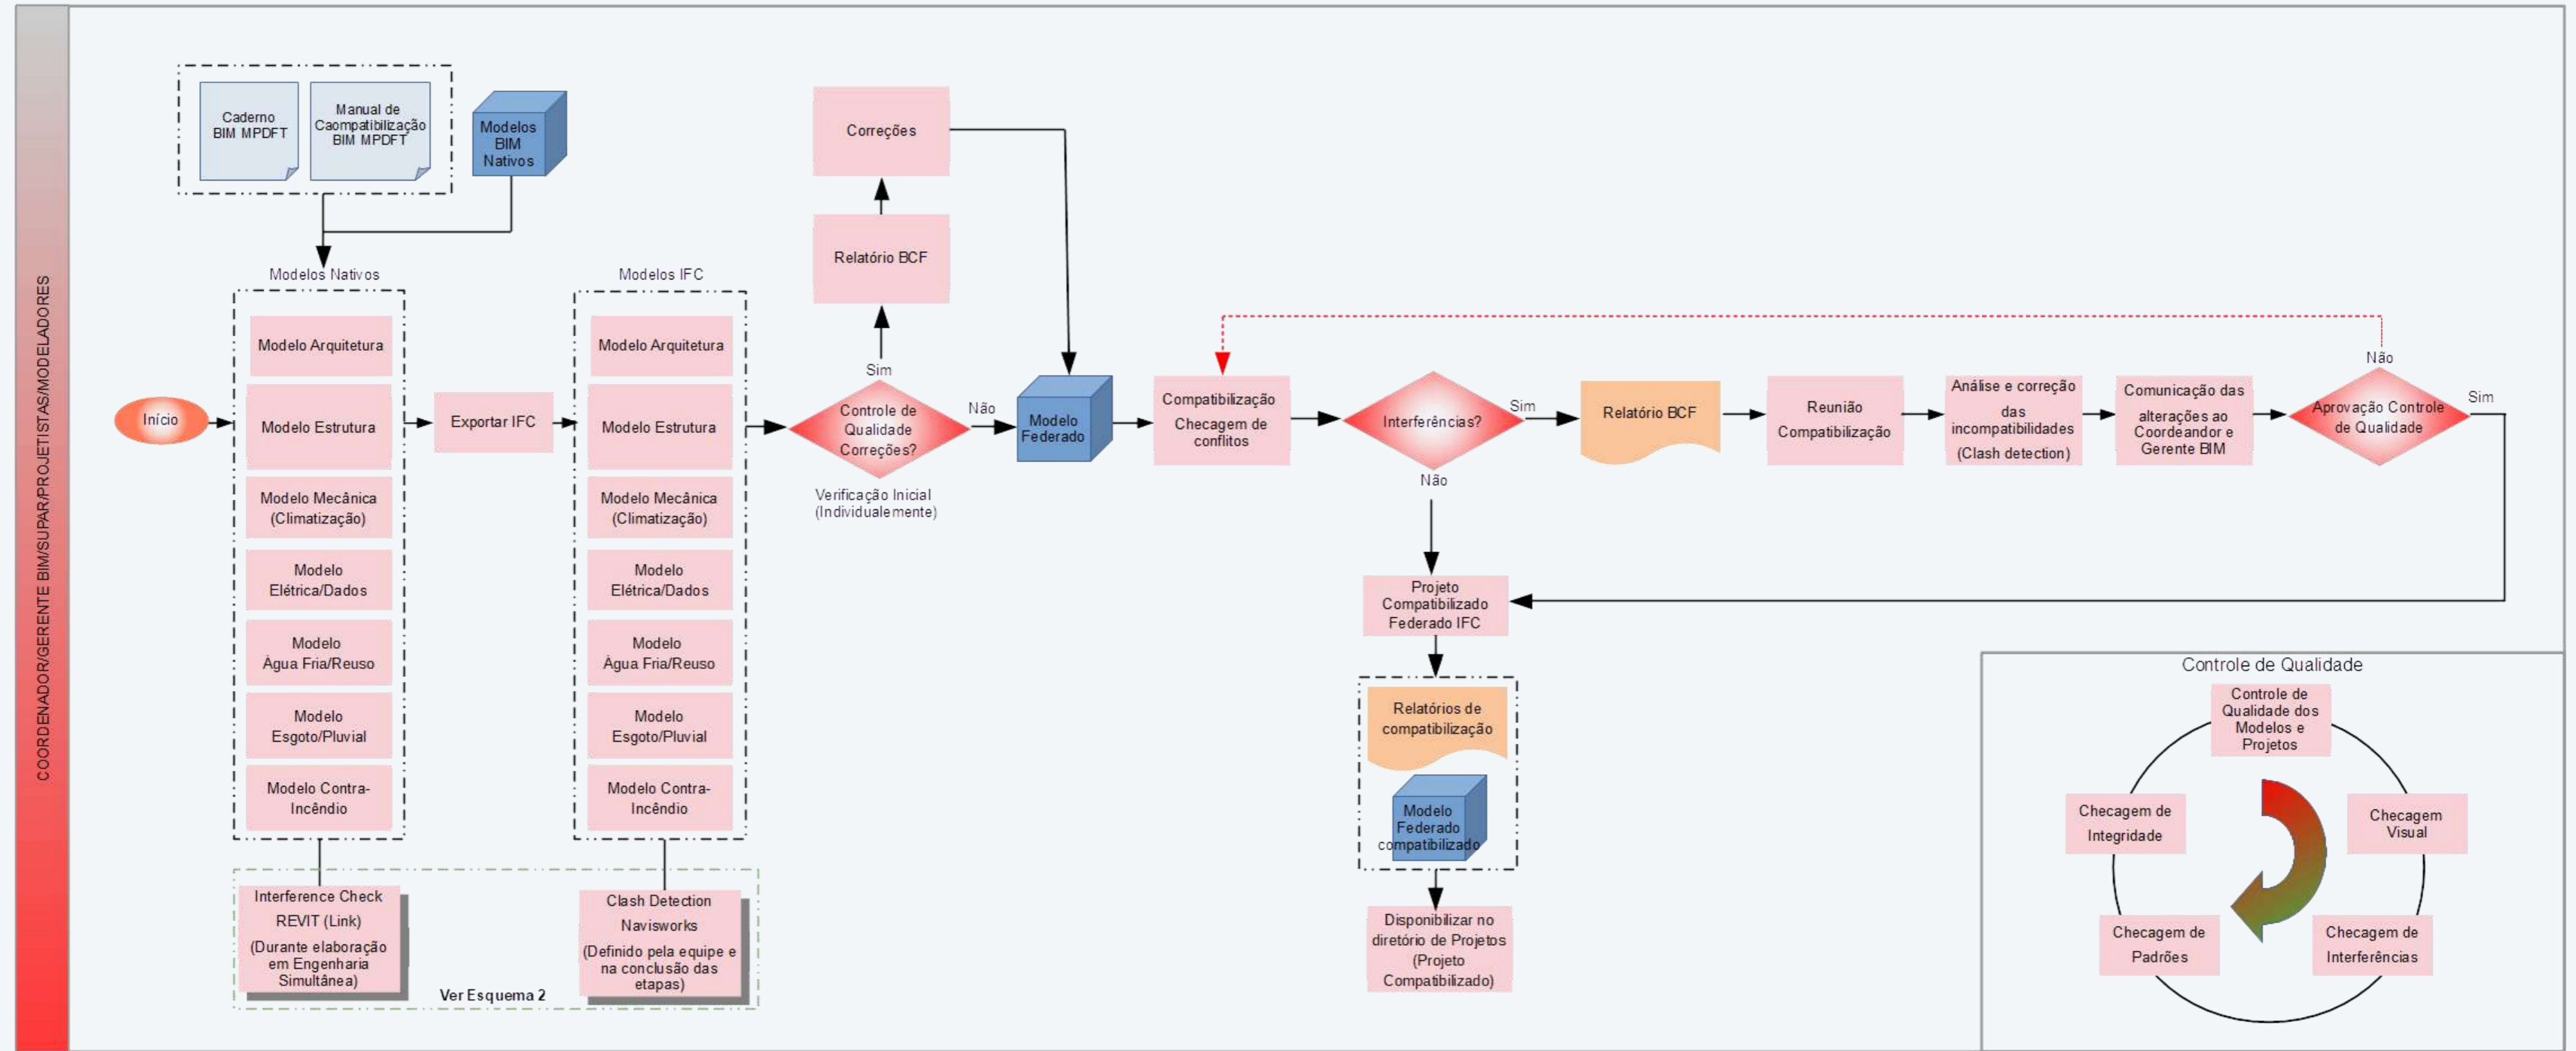 COORDENADOR/GERENTE BIM/SUPAR/PROJETISTAS/MODELADORES
Caderno
BIM MPDFT
Manual de
Caompatibilização
BIM MPDFT
Modelos
BIM
Nativos
Início
Modelos Nativos
Modelo Arquitetura
Modelo Estrutura
Modelo Mecânica
(Climatização)
Modelo
Elétrica/Dados
Modelo
Água Fria/Reuso
Modelo
Esgoto/Pluvial
Modelo Contra-
Incêndio
Exportar IFC
Modelos IFC
Modelo Arquitetura
Modelo Estrutura
Modelo Mecânica
(Climatização)
Modelo
Elétrica/Dados
Modelo
Água Fria/Reuso
Modelo
Esgoto/Pluvial
Modelo Contra-
Incêndio
Interference Check
REVIT (Link)
(Durante elaboração
em Engenharia
Simultânea)
Ver Esquema 2
Clash Detection
Navisworks
(Definido pela equipe e
na conclusão das
etapas)
Correções
Relatório BCF
Sim
Controle de
Qualidade
Correções?
Não
Verificação Inicial
(Individualemente)
Modelo
Federado
Compatibilização
Checagem de
conflitos
Interferências?
Sim
Não
Relatório BCF
Reunião
Compatibilização
Análise e correção
das
incompatibilidades
(Clash detection)
Comunicação das
alterações ao
Coordeandor e
Gerente BIM
Não
Aprovação Controle
de Qualidade
Sim
Projeto
Compatibilizado
Federado IFC
Relatórios de
compatibilização
Modelo
Federado
compatibilizado
Disponibilizar no
diretório de Projetos
(Projeto
Compatibilizado)
Controle de Qualidade
Controle de
Qualidade dos
Modelos e
Projetos
Checagem de
Integridade
Checagem
Visual
Checagem de
Padrões
Checagem de
Interferências